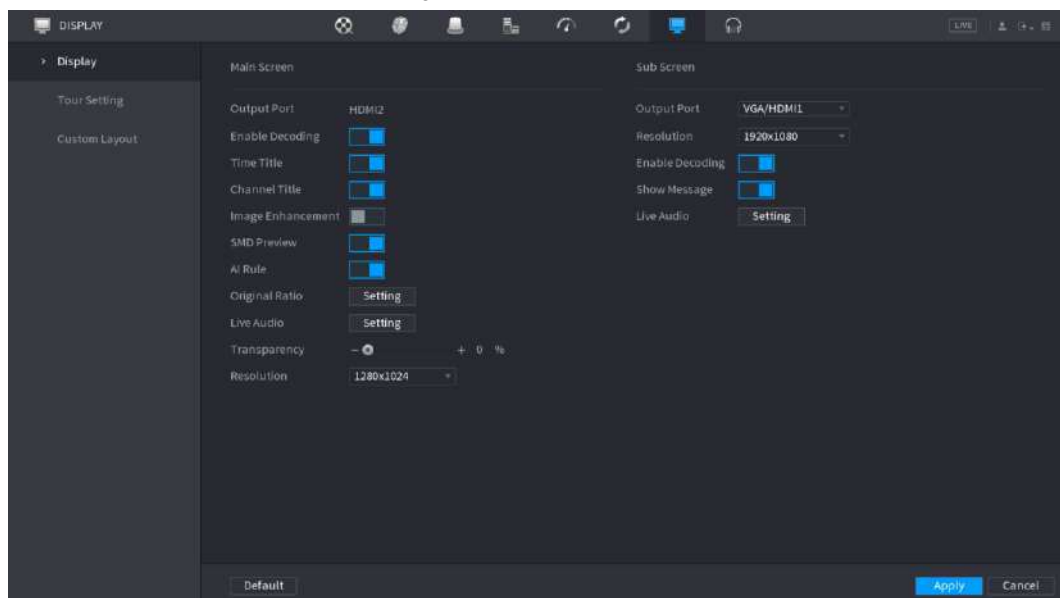 DISPLAY
LIVE
Display
Tour Setting
Custom Layout
Main Screen
Output Port HDMI2
Enable Decoding
Time Title
Channel Title
Image Enhancement
SMD Preview
AI Rule
Original Ratio Setting
Live Audio Setting
Transparency - + 0 %
Resolution 1280x1024
Sub Screen
Output Port VGA/HDMI1
Resolution 1920x1080
Enable Decoding
Show Message
Live Audio Setting
Default
Apply
Cancel